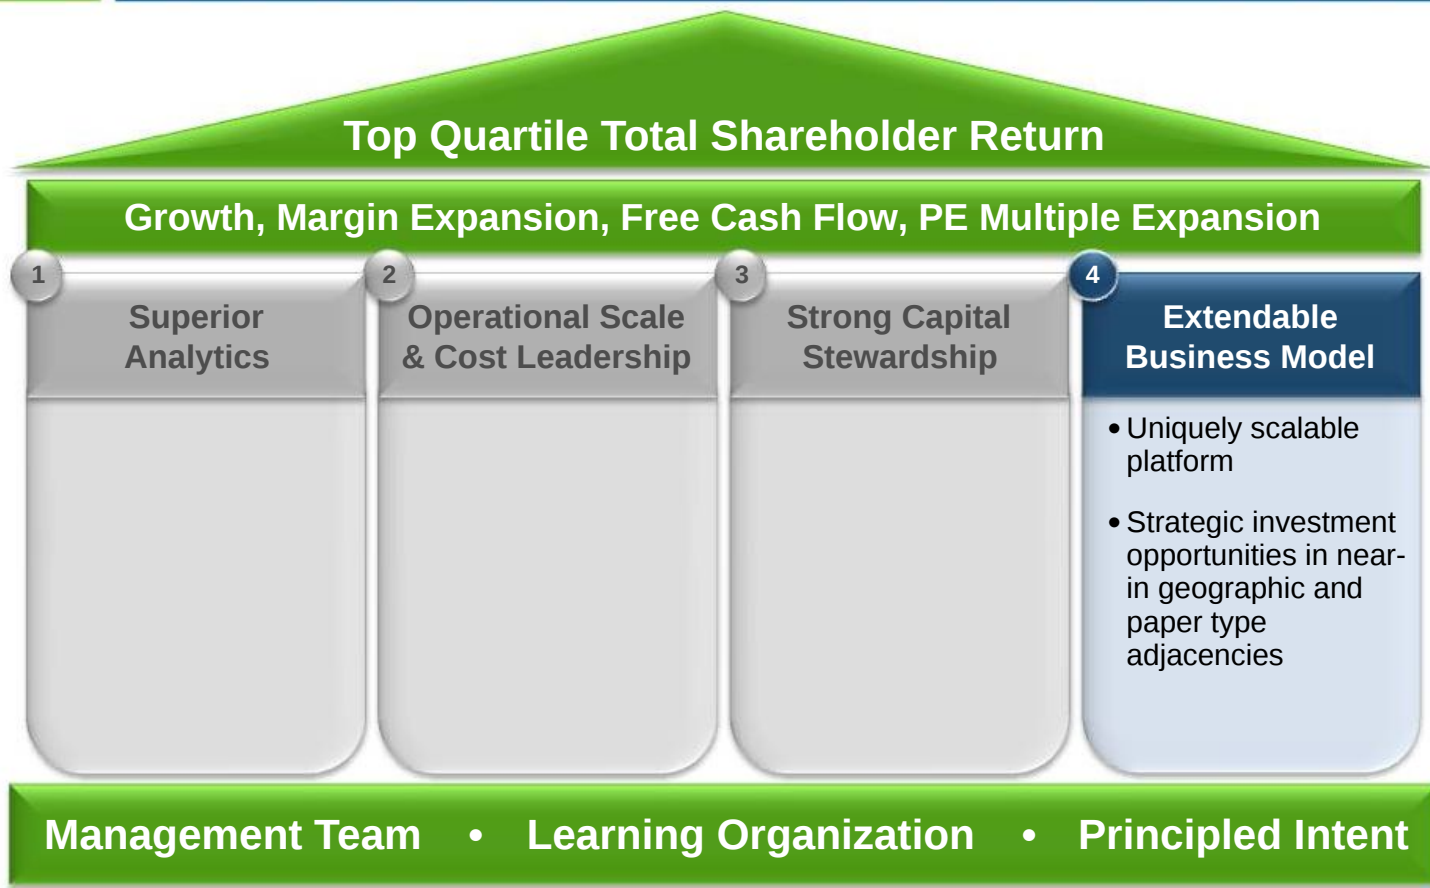 Top Quartile Total Shareholder Return
Growth, Margin Expansion, Free Cash Flow, PE Multiple Expansion
1
Superior
Analytics
2
Operational Scale
& Cost Leadership
3
Strong Capital
Stewardship
4
Extendable
Business Model
• Uniquely scalable
platform
• Strategic investment
opportunities in near-
in geographic and
paper type
adjacencies
Management Team • Learning Organization • Principled Intent